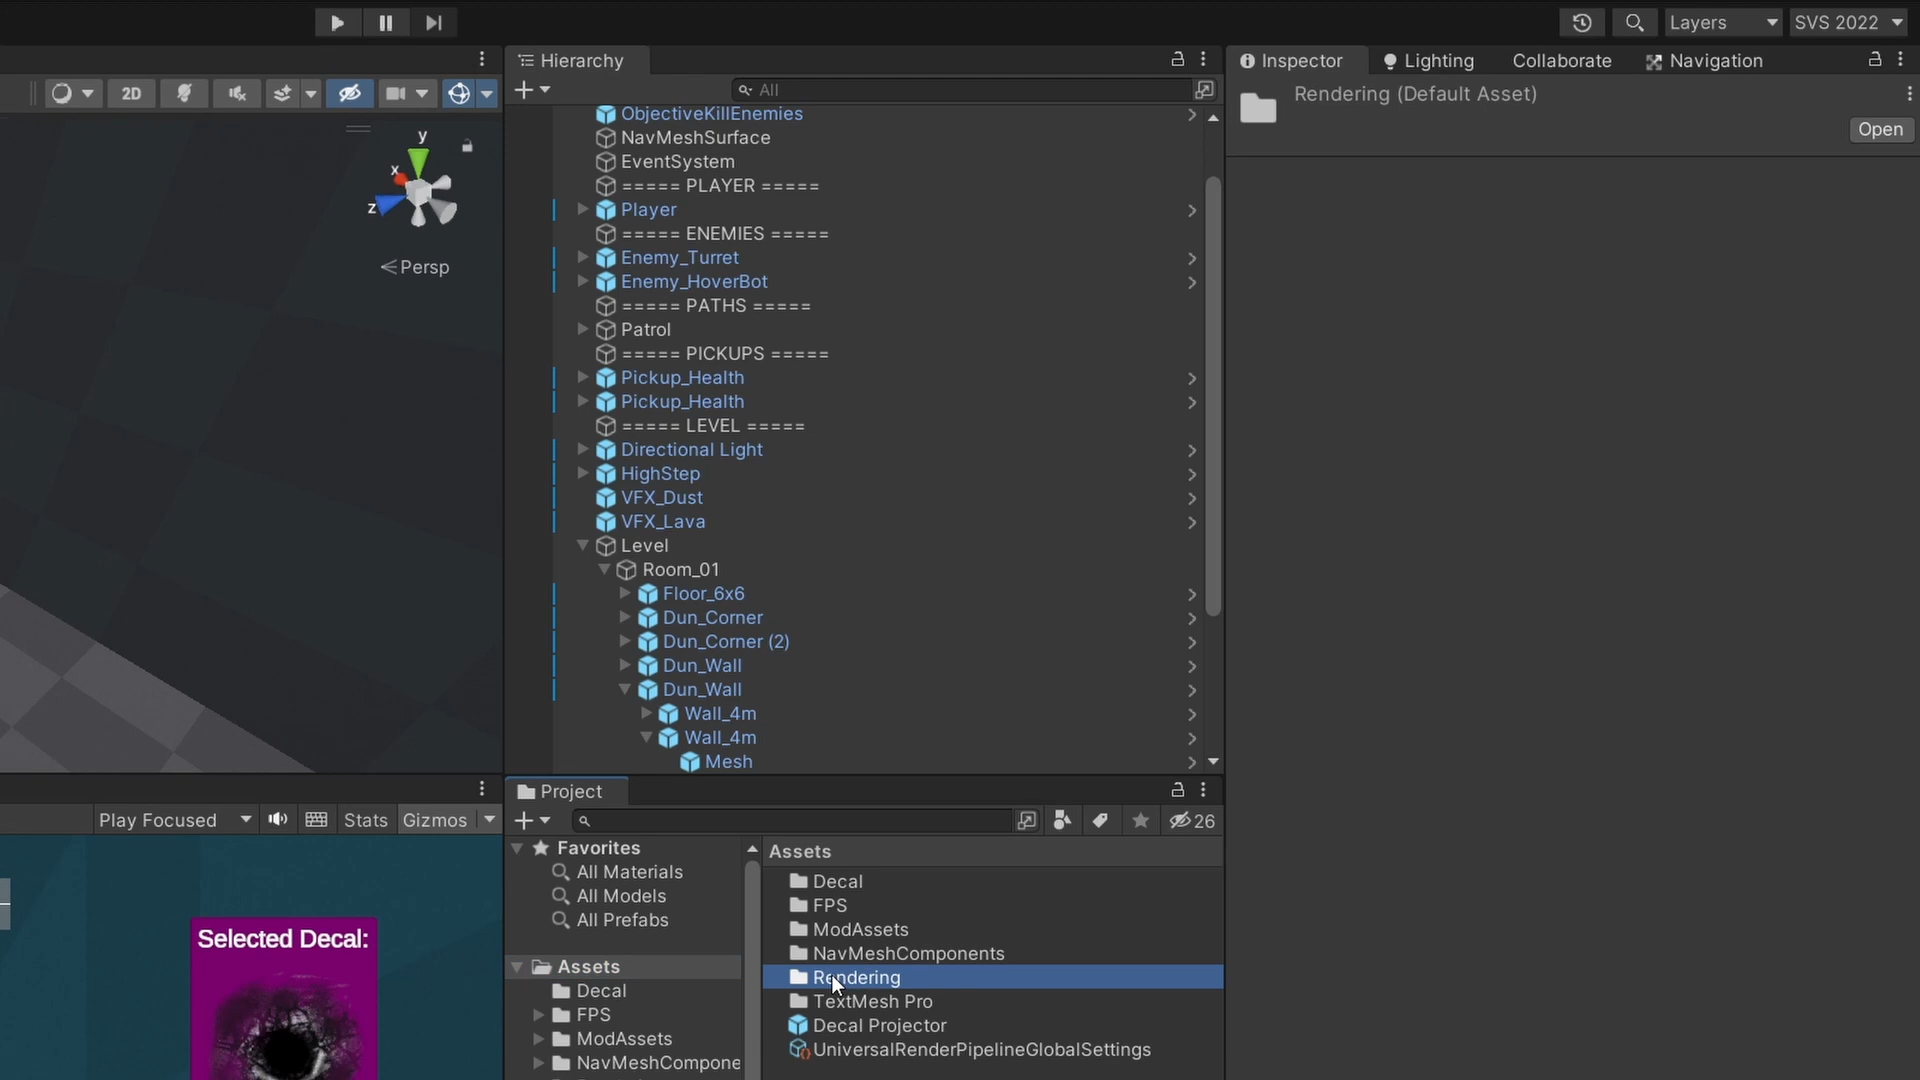 Layers
SVS 2022
Hierarchy
Inspector
Lighting
Collaborate
Navigation
2D
All
Rendering (Default Asset)
Open
y
x
z
Persp
ObjectiveKillEnemies
NavMeshSurface
EventSystem
===== PLAYER =====
Player
===== ENEMIES =====
Enemy_Turret
Enemy_HoverBot
===== PATHS =====
Patrol
===== PICKUPS =====
Pickup_Health
Pickup_Health
===== LEVEL =====
Directional Light
HighStep
VFX_Dust
VFX_Lava
Level
Room_01
Floor_6x6
Dun_Corner
Dun_Corner (2)
Dun_Wall
Dun_Wall
Wall_4m
Wall_4m
Mesh
Play Focused
Stats
Gizmos
Selected Decal:
Project
26
Favorites
All Materials
All Models
All Prefabs
Assets
Decal
FPS
ModAssets
NavMeshCompone
Assets
Decal
FPS
ModAssets
NavMeshComponents
Rendering
TextMesh Pro
Decal Projector
UniversalRenderPipelineGlobalSettings